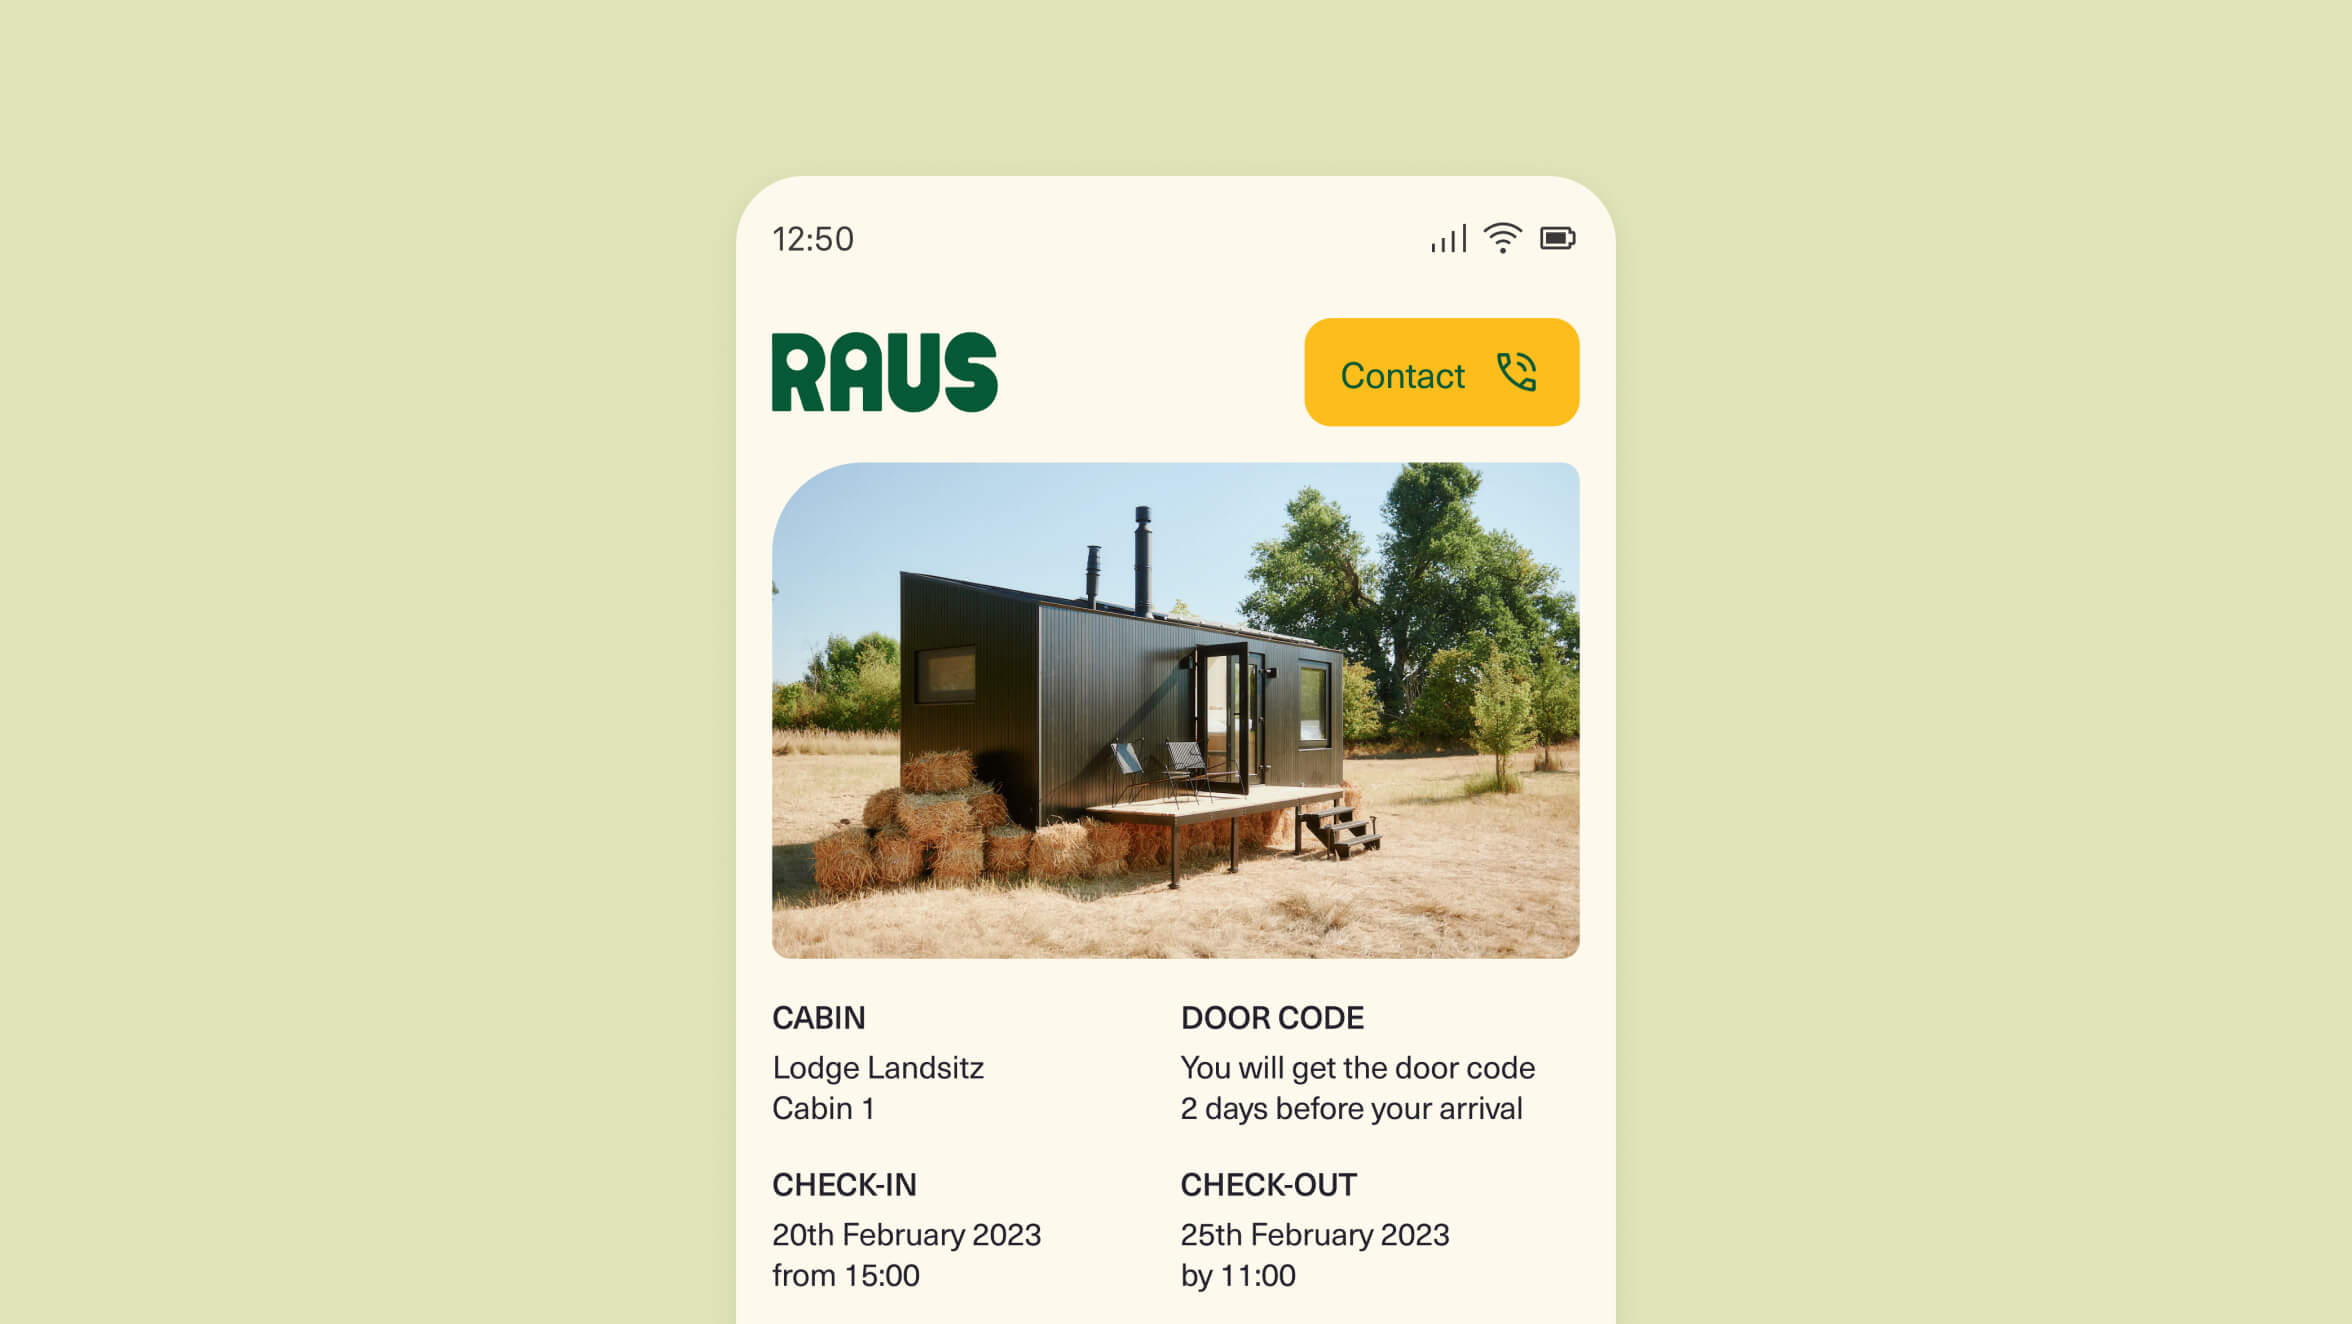 12:50
RAUS
Contact
CABIN
Lodge Landsitz
Cabin 1
DOOR CODE
You will get the door code
2 days before your arrival
CHECK-IN
20th February 2023
from 15:00
CHECK-OUT
25th February 2023
by 11:00